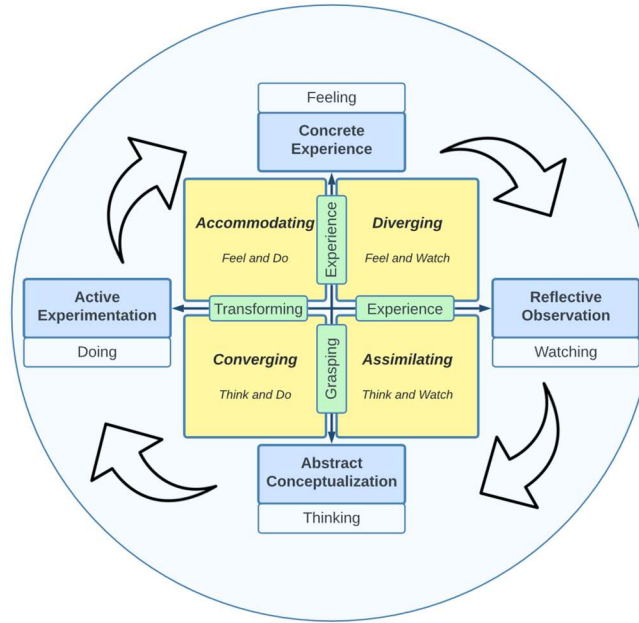 Feeling
Concrete
Experience
Accommodating
Feel and Do
Experience
Diverging
Feel and Watch
Active
Experimentation
Doing
Transforming
Experience
Reflective
Observation
Watching
Converging
Think and Do
Grasping
Assimilating
Think and Watch
Abstract
Conceptualization
Thinking